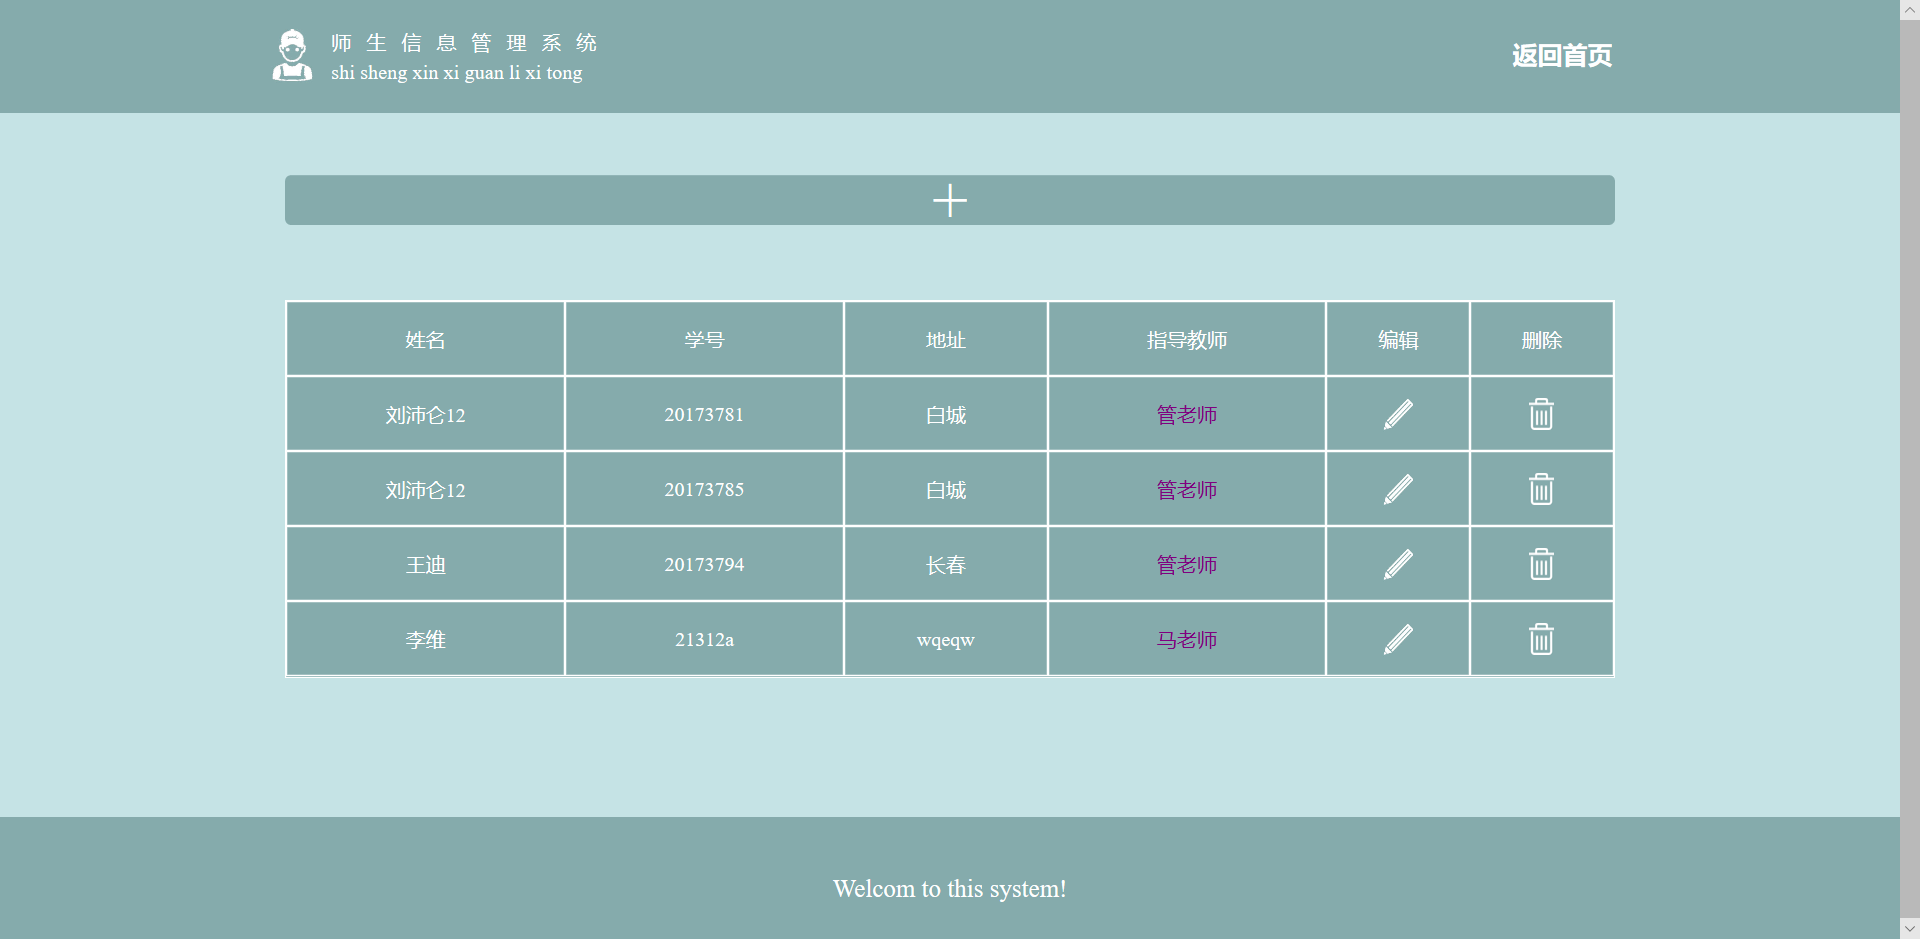 师生信息管理系统
shi sheng xin xi guan li xi tong
返回首页
姓名 学号 地址 指导教师 编辑 删除
刘沛仑12 20173781 白城 管老师
刘沛仑12 20173785 白城 管老师
王迪 20173794 长春 管老师
李维 21312a wqeqw 马老师
Welcom to this system!